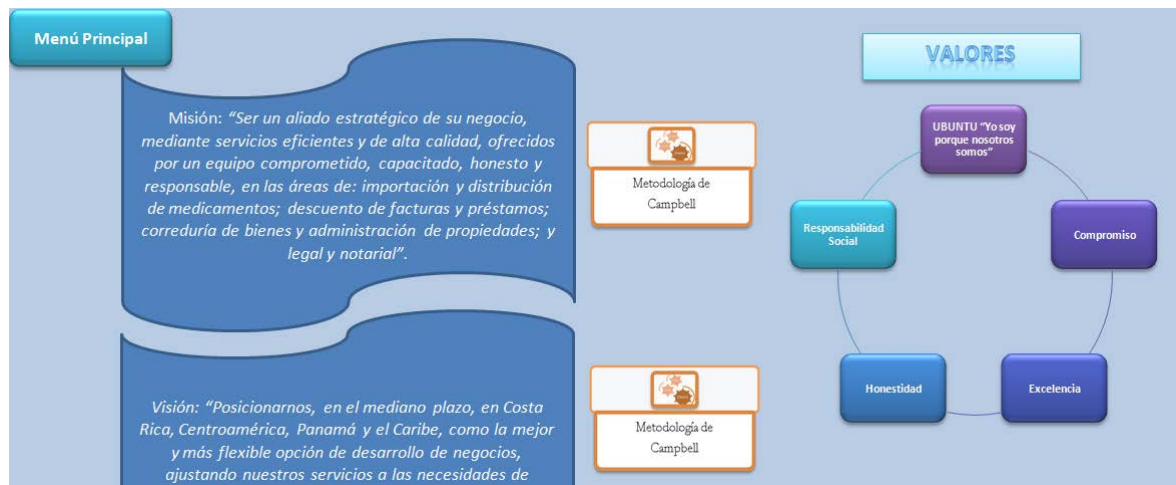 Menú Principal
Misión: “Ser un aliado estratégico de su negocio,
mediante servicios eficientes y de alta calidad, ofrecidos
por un equipo comprometido, capacitado, honesto y
responsable, en las áreas de: importación y distribución
de medicamentos; descuento de facturas y préstamos;
correduría de bienes y administración de propiedades; y
legal y notarial”.
Metodología de
Campbell
Visión: “Posicionarnos, en el mediano plazo, en Costa
Rica, Centroamérica, Panamá y el Caribe, como la mejor
y más flexible opción de desarrollo de negocios,
ajustando nuestros servicios a las necesidades de
Metodología de
Campbell
VALORES
UBUNTU “Yo soy
porque nosotros
somos”
Compromiso
Excelencia
Honestidad
Responsabilidad
Social